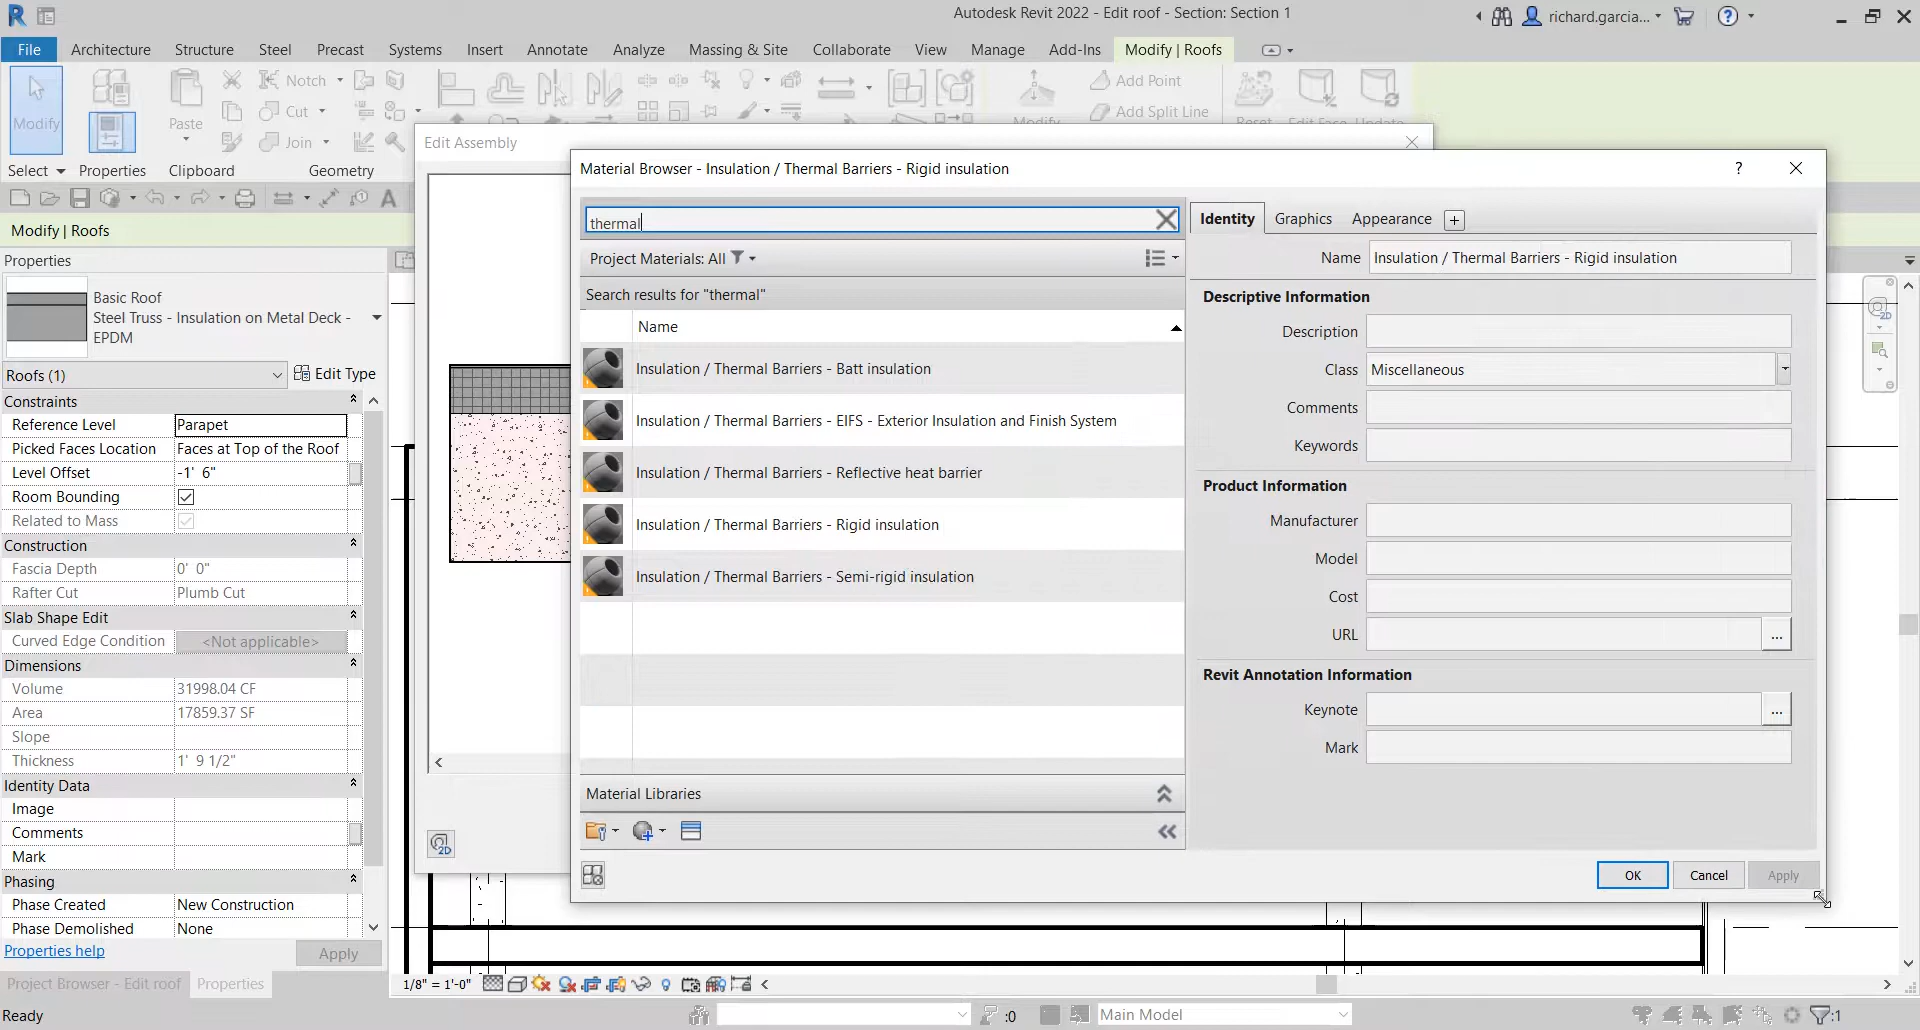 Autodesk Revit 2022 - Edit roof - Section: Section 1
richard.garcia...
File Architecture Structure Steel Precast Systems Insert Annotate Analyze Massing & Site Collaborate View Manage Add-Ins Modify | Roofs
Modify
Paste
Notch
Cut
Join
Add Point
Add Split Line
Select Properties Clipboard Geometry
Modify | Roofs
Properties
Basic Roof
Steel Truss - Insulation on Metal Deck -
EPDM
Roofs (1)
Edit Type
Constraints
Reference Level Parapet
Picked Faces Location Faces at Top of the Roof
Level Offset -1' 6"
Room Bounding
Related to Mass
Construction
Fascia Depth 0' 0"
Rafter Cut Plumb Cut
Slab Shape Edit
Curved Edge Condition <Not applicable>
Dimensions
Volume 31998.04 CF
Area 17859.37 SF
Slope
Thickness 1' 9 1/2"
Identity Data
Image
Comments
Mark
Phasing
Phase Created New Construction
Phase Demolished None
Properties help
Apply
Project Browser - Edit roof Properties
Ready
Edit Assembly
Material Browser - Insulation / Thermal Barriers - Rigid insulation
?
thermal
Project Materials: All
Search results for "thermal"
Name
Insulation / Thermal Barriers - Batt insulation
Insulation / Thermal Barriers - EIFS - Exterior Insulation and Finish System
Insulation / Thermal Barriers - Reflective heat barrier
Insulation / Thermal Barriers - Rigid insulation
Insulation / Thermal Barriers - Semi-rigid insulation
Material Libraries
Identity Graphics Appearance
Name Insulation / Thermal Barriers - Rigid insulation
Descriptive Information
Description
Class Miscellaneous
Comments
Keywords
Product Information
Manufacturer
Model
Cost
URL ...
Revit Annotation Information
Keynote ...
Mark
OK Cancel Apply
1/8" = 1'-0"
:0
Main Model
:1